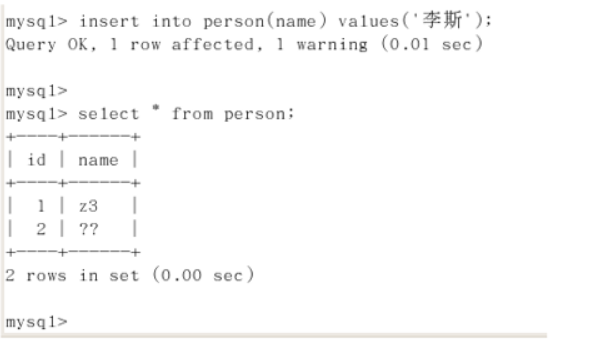 mysql> insert into person(name) values('李斯');
Query OK, 1 row affected, 1 warning (0.01 sec)
mysql>
mysql> select * from person;
+----+------+
| id | name |
+----+------+
| 1 | z3 |
| 2 | ?? |
+----+------+
2 rows in set (0.00 sec)
mysql>